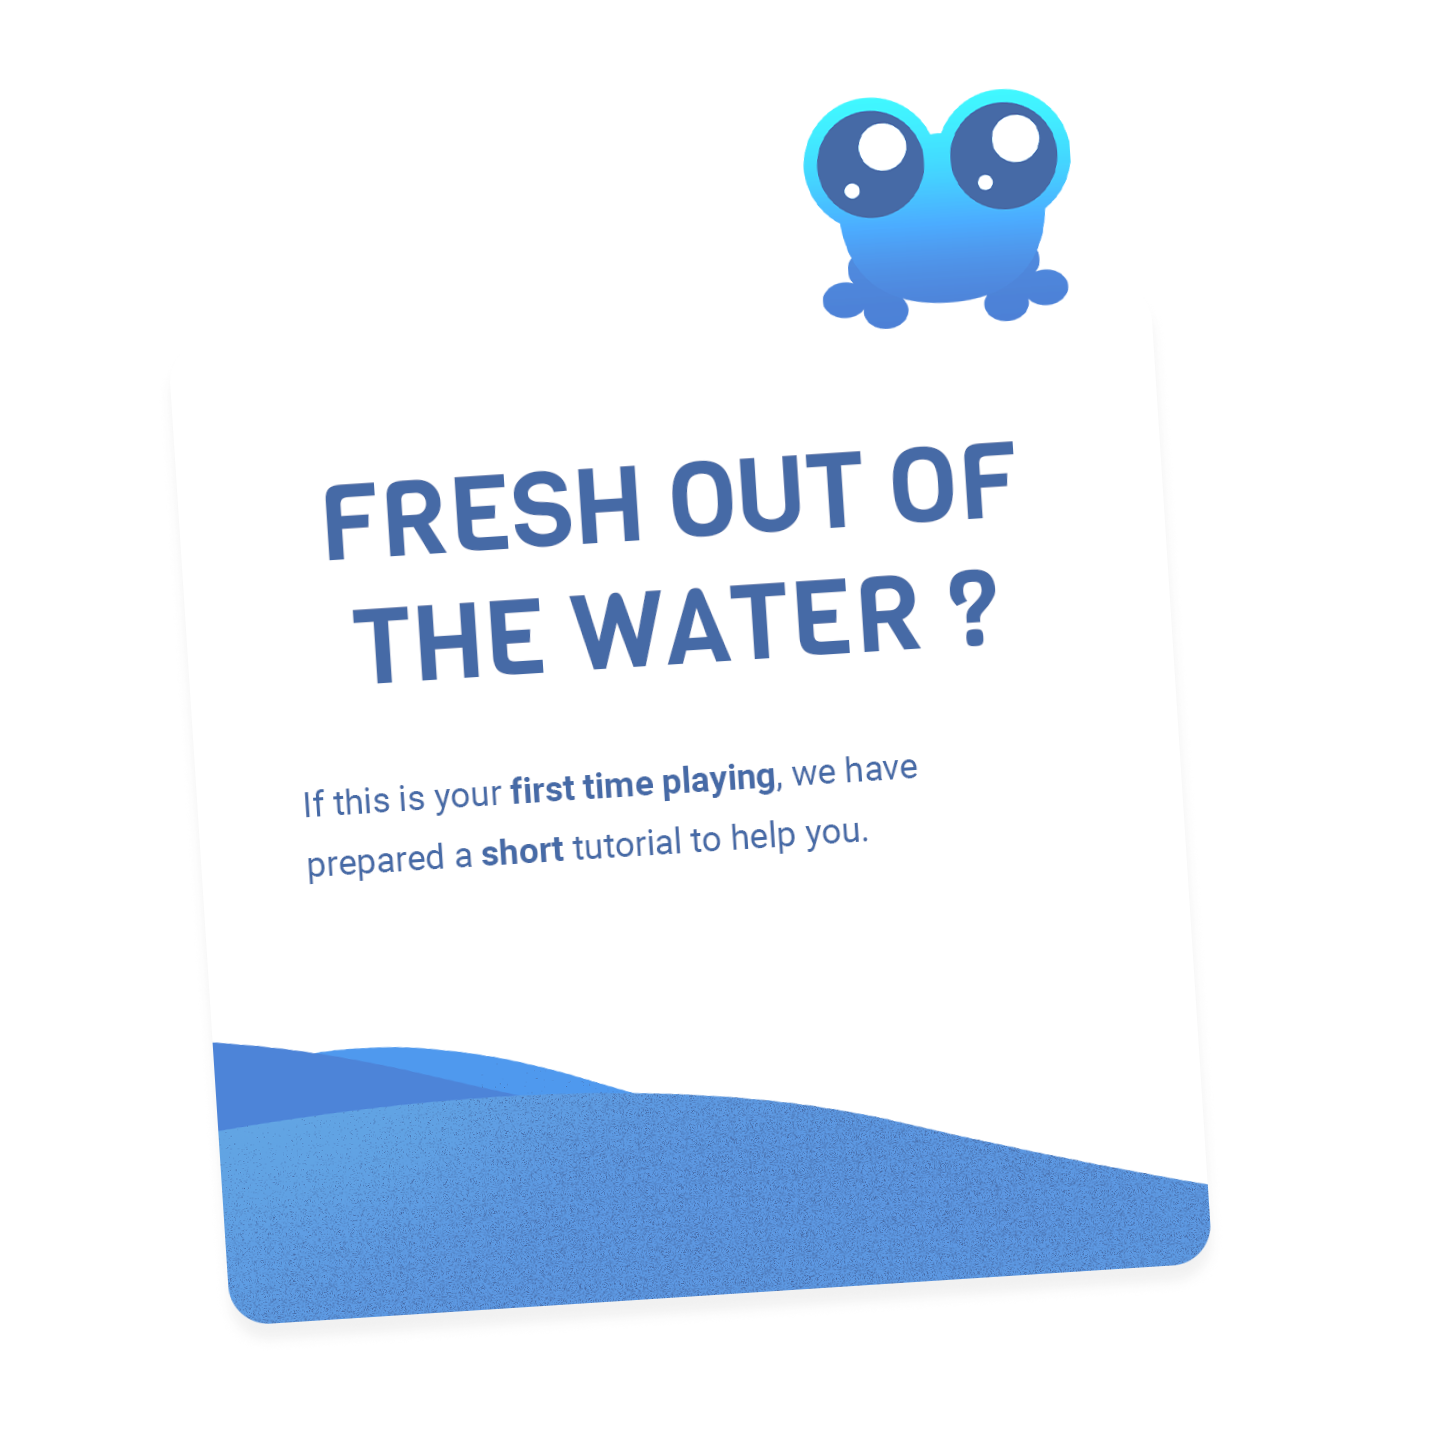 FRESH OUT OF
THE WATER ?
If this is your first time playing, we have
prepared a short tutorial to help you.